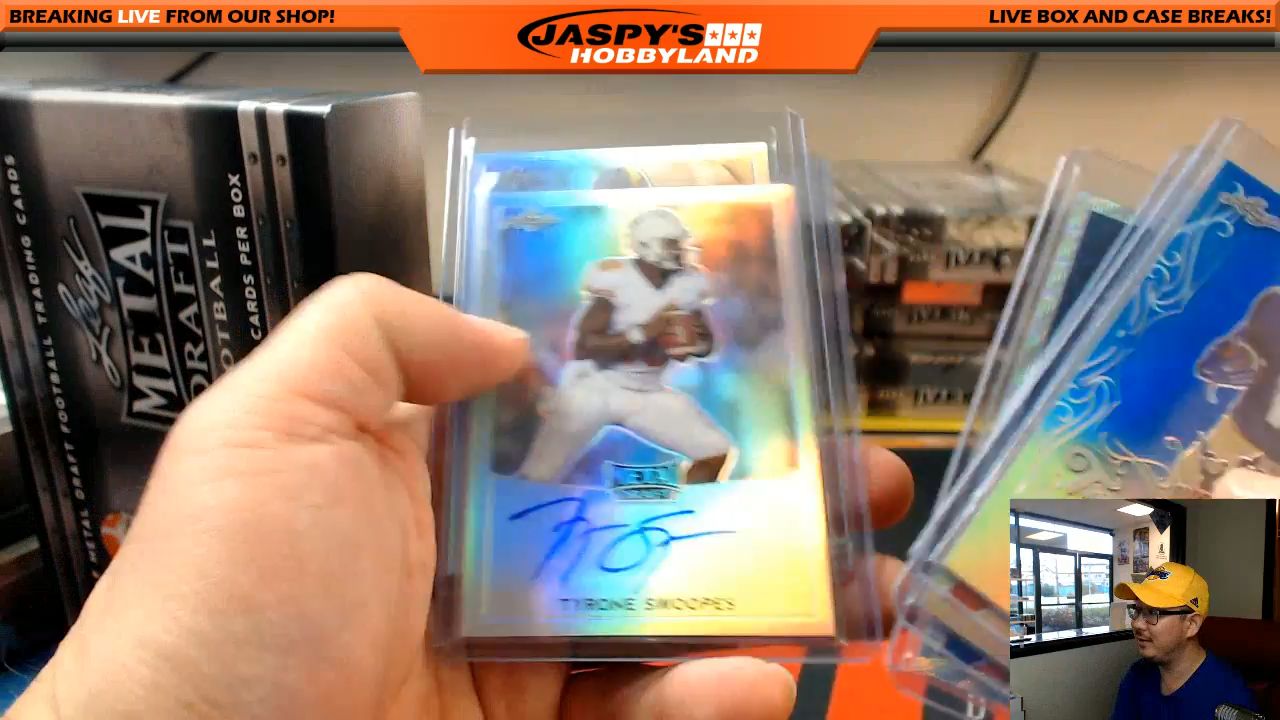 BREAKING LIVE FROM OUR SHOP!
JASPY'S
HOBBYLAND
LIVE BOX AND CASE BREAKS!
Leaf
METAL
DRAFT
CARDS PER BOX
METAL DRAFT FOOTBALL TRADING CARDS
TYRONE SWOOPES